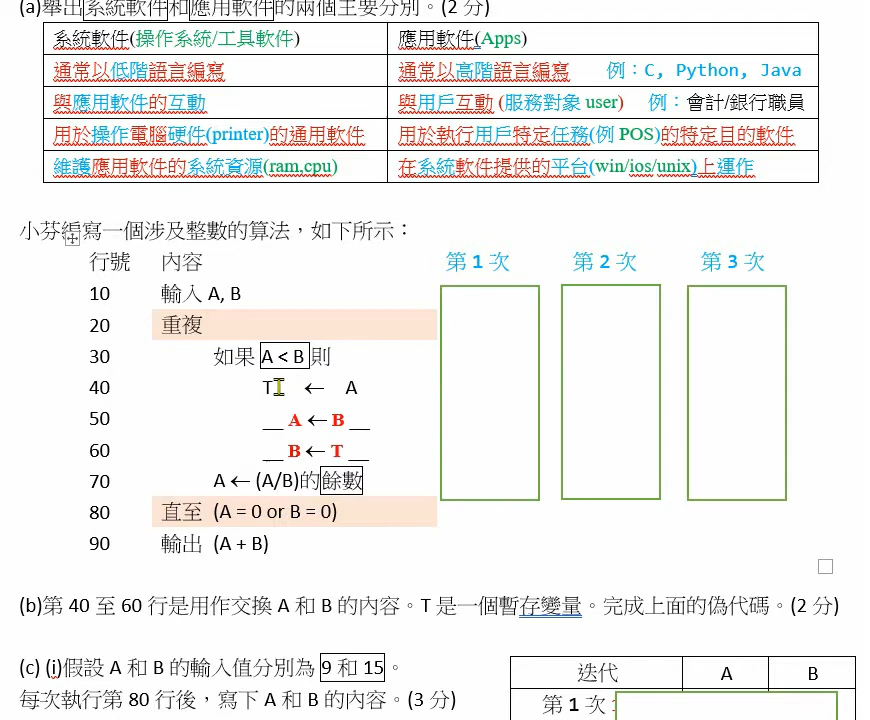 (a)舉出系統軟件和應用軟件的兩個主要分別。(2 分)
系統軟件(操作系統/工具軟件) 應用軟件(Apps)
通常以低階語言編寫 通常以高階語言編寫 例：C, Python, Java
與應用軟件的互動 與用戶互動 (服務對象 user) 例：會計/銀行職員
用於操作電腦硬件(printer)的通用軟件 用於執行用戶特定任務(例 POS)的特定目的軟件
維護應用軟件的系統資源(ram,cpu) 在系統軟件提供的平台(win/ios/unix)上運作
小芬編寫一個涉及整數的算法，如下所示：
行號 內容 第 1 次 第 2 次 第 3 次
10 輸入 A, B
20 重複
30 如果 A < B 則
40 T ← A
50 __ A ← B __
60 __ B ← T __
70 A ← (A/B)的餘數
80 直至 (A = 0 or B = 0)
90 輸出 (A + B)
(b)第 40 至 60 行是用作交換 A 和 B 的內容。T 是一個暫存變量。完成上面的偽代碼。(2 分)
(c) (i)假設 A 和 B 的輸入值分別為 9 和 15。
每次執行第 80 行後，寫下 A 和 B 的內容。(3 分)
迭代 A B
第 1 次